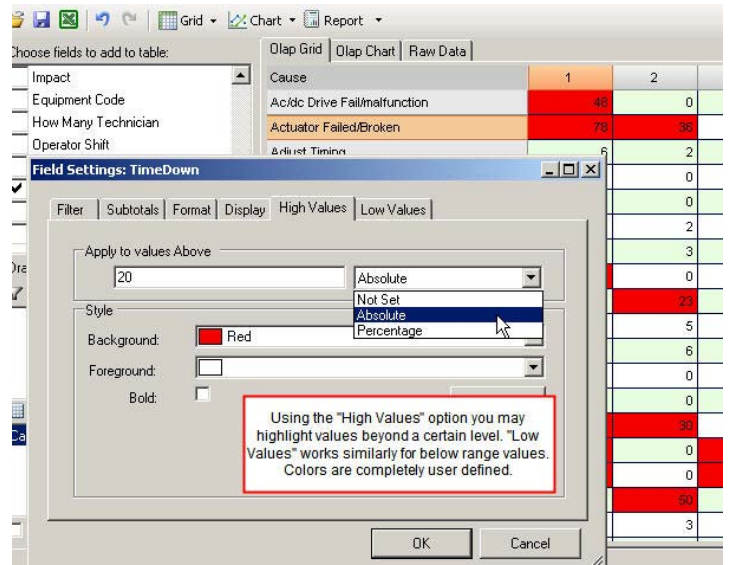 Grid Chart Report
Choose fields to add to table:
Olap Grid Olap Chart Raw Data
Impact
Equipment Code
How Many Technician
Operator Shift
Cause 1 2
Ac/dc Drive Fail/malfunction 48 0
Actuator Failed/Broken 78 36
Adjust Timing 6 2
0
0
2
3
0
23
5
6
0
0
30
0
0
50
3
Field Settings: TimeDown
Filter Subtotals Format Display High Values Low Values
Apply to values Above
20 Absolute
Not Set
Absolute
Percentage
Style
Background: Red
Foreground:
Bold:
Using the "High Values" option you may
highlight values beyond a certain level. "Low
Values" works similarly for below range values.
Colors are completely user defined.
OK Cancel